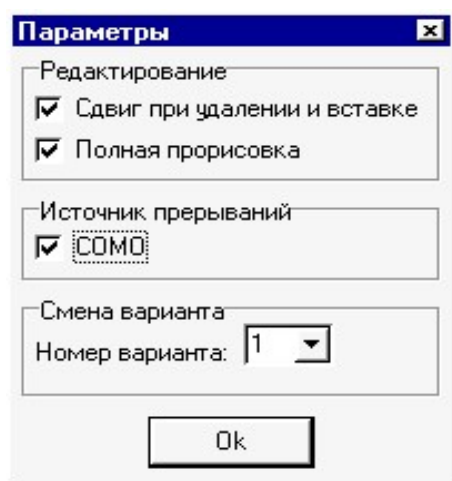 Параметры
Редактирование
Сдвиг при удалении и вставке
Полная прорисовка
Источник прерываний
COM0
Смена варианта
Номер варианта: 1
Ok